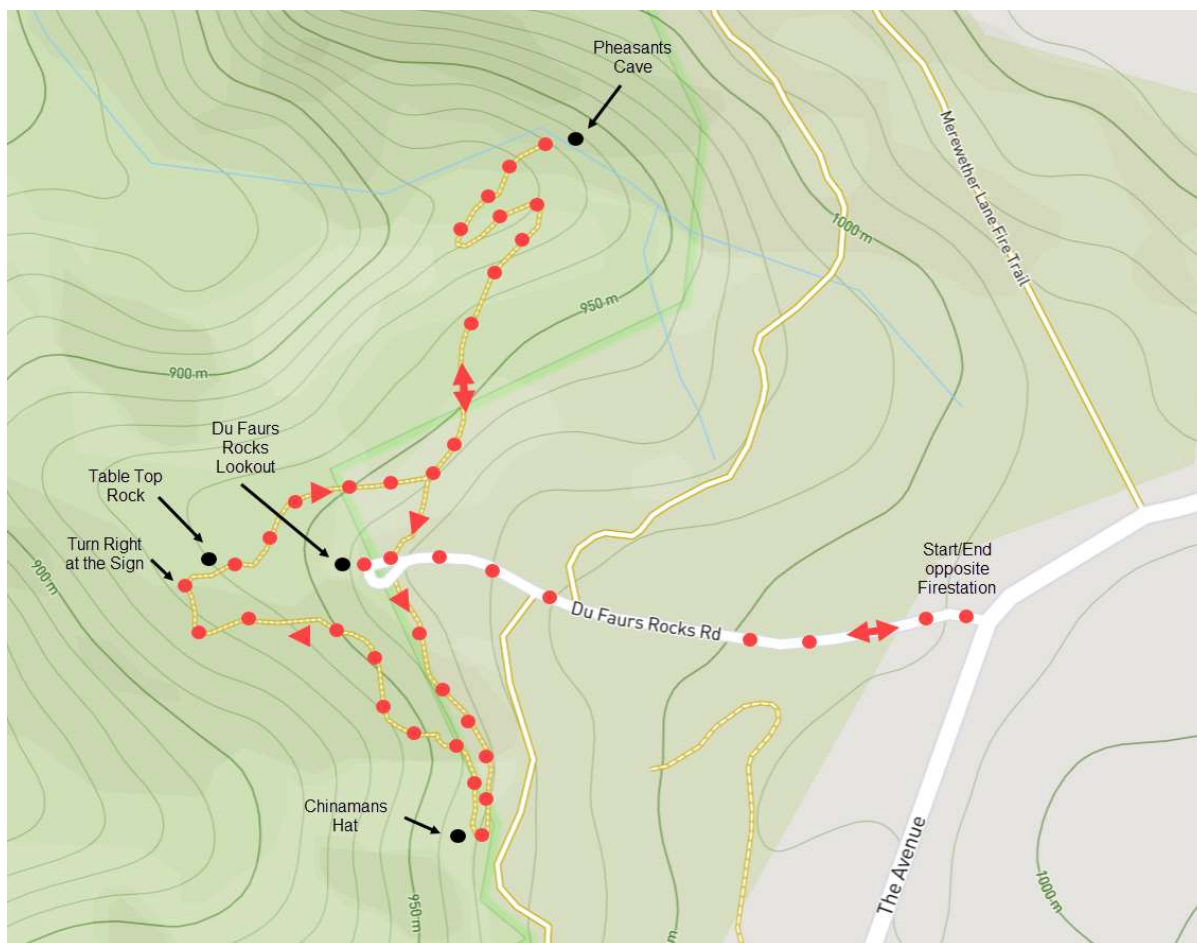 Pheasants
Cave
Merewether Lane Fire Trail
1000 m
950 m
900 m
Du Faurs
Rocks
Lookout
Table Top
Rock
Turn Right
at the Sign
Start/End
opposite
Firestation
900 m
Du Faurs Rocks Rd
Chinamans
Hat
The Avenue
950 m
1000 m